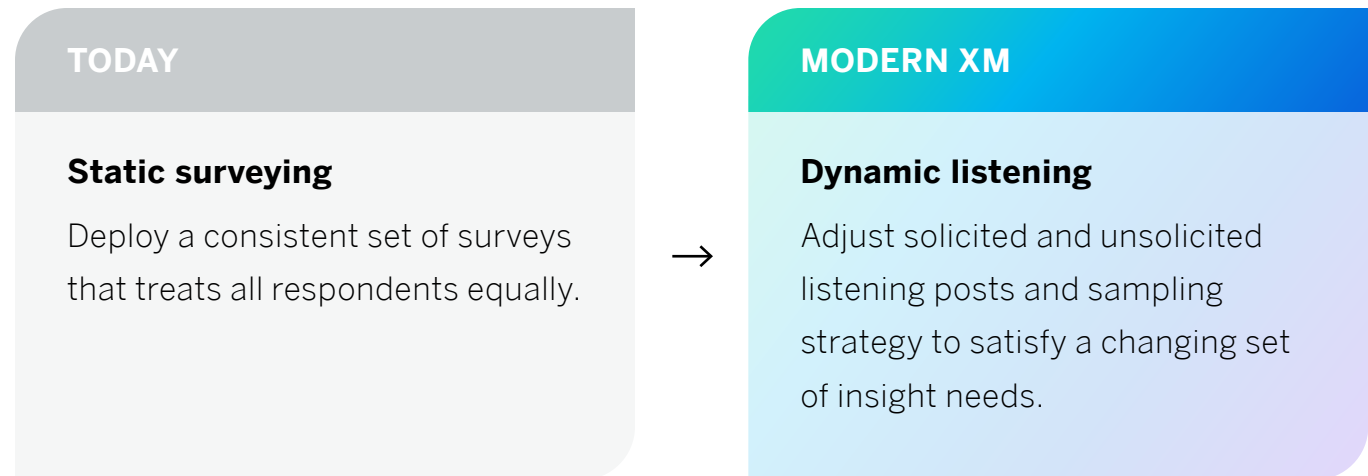 TODAY
Static surveying
Deploy a consistent set of surveys
that treats all respondents equally.
→
MODERN XM
Dynamic listening
Adjust solicited and unsolicited
listening posts and sampling
strategy to satisfy a changing set
of insight needs.